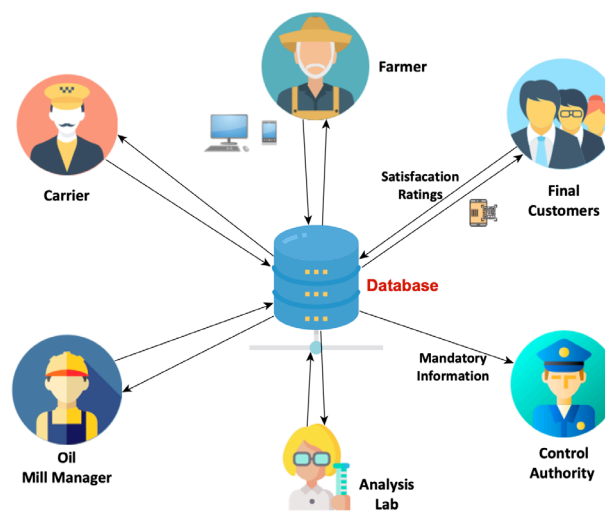 Farmer
Carrier
Satisfacation
Ratings
Final
Customers
Database
Mandatory
Information
Oil
Mill Manager
Analysis
Lab
Control
Authority